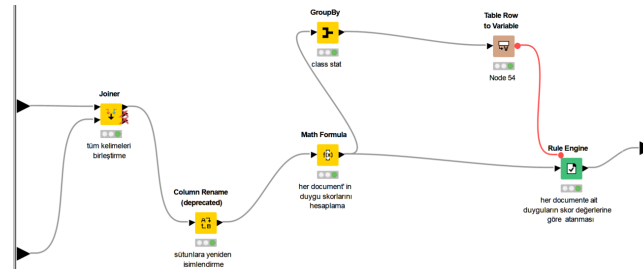 GroupBy
class stat
Table Row
to Variable
Node 54
Joiner
tüm kelimeleri
birleştirme
Math Formula
f(x)
her document' in
duygu skorlarını
hesaplama
Rule Engine
her documente ait
duyguların skor değerlerine
göre atanması
Column Rename
(deprecated)
sütunlara yeniden
isimlendirme